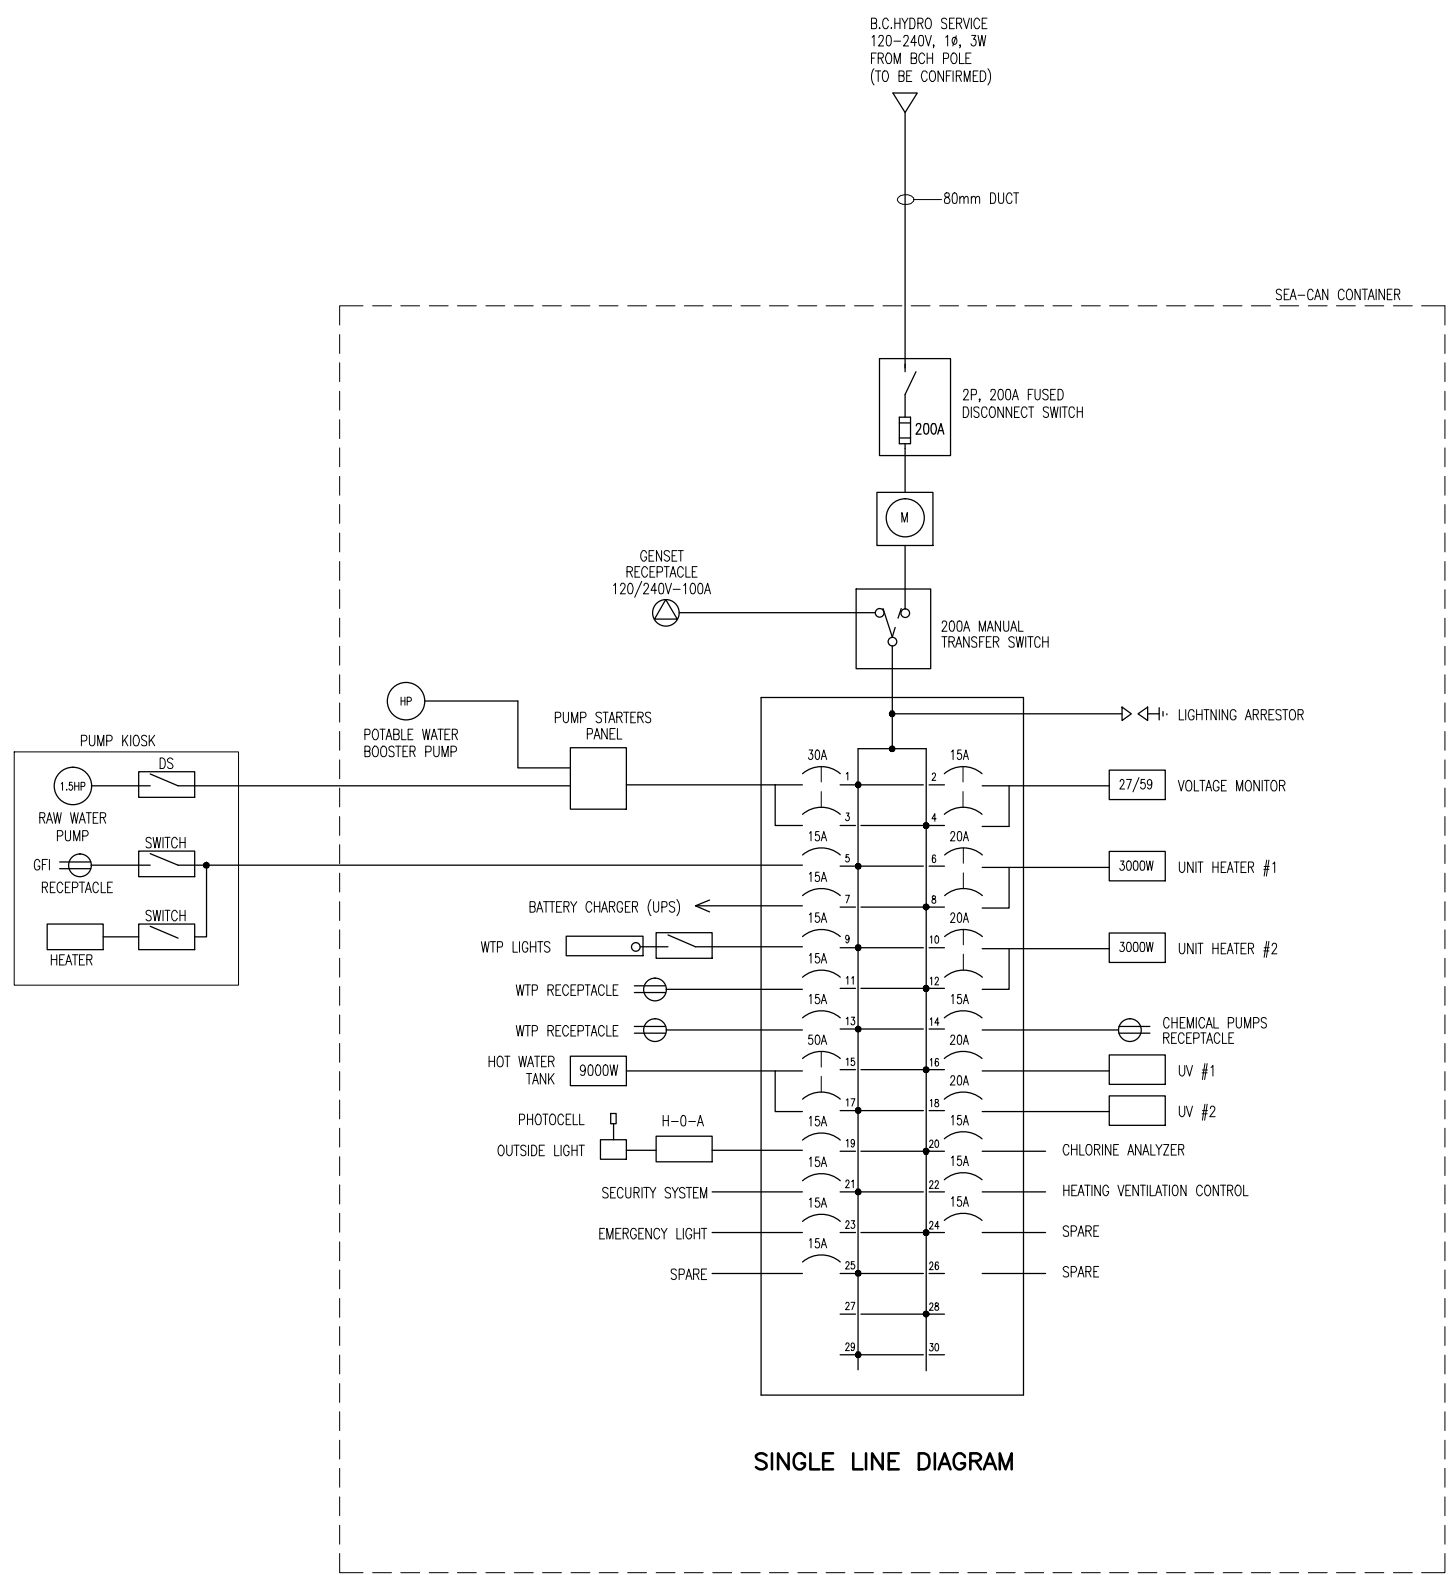 B.C.HYDRO SERVICE
120-240V, 1ø, 3W
FROM BCH POLE
(TO BE CONFIRMED)
80mm DUCT
SEA-CAN CONTAINER
2P, 200A FUSED
DISCONNECT SWITCH
200A
M
GENSET
RECEPTACLE
120/240V-100A
200A MANUAL
TRANSFER SWITCH
HP
POTABLE WATER
BOOSTER PUMP
PUMP STARTERS
PANEL
LIGHTNING ARRESTOR
PUMP KIOSK
DS
1.5HP
RAW WATER
PUMP
SWITCH
GFI
RECEPTACLE
SWITCH
HEATER
30A
1
2
15A
27/59
VOLTAGE MONITOR
3
4
15A
5
6
20A
3000W
UNIT HEATER #1
15A
BATTERY CHARGER (UPS)
7
8
15A
WTP LIGHTS
9
10
20A
3000W
UNIT HEATER #2
15A
WTP RECEPTACLE
11
12
15A
WTP RECEPTACLE
13
14
15A
CHEMICAL PUMPS
RECEPTACLE
50A
HOT WATER
TANK
9000W
15
16
20A
UV #1
17
18
20A
UV #2
PHOTOCELL
H-O-A
15A
OUTSIDE LIGHT
19
20
15A
CHLORINE ANALYZER
15A
SECURITY SYSTEM
21
22
15A
HEATING VENTILATION CONTROL
15A
EMERGENCY LIGHT
23
24
15A
SPARE
15A
SPARE
25
26
SPARE
27
28
29
30
SINGLE LINE DIAGRAM